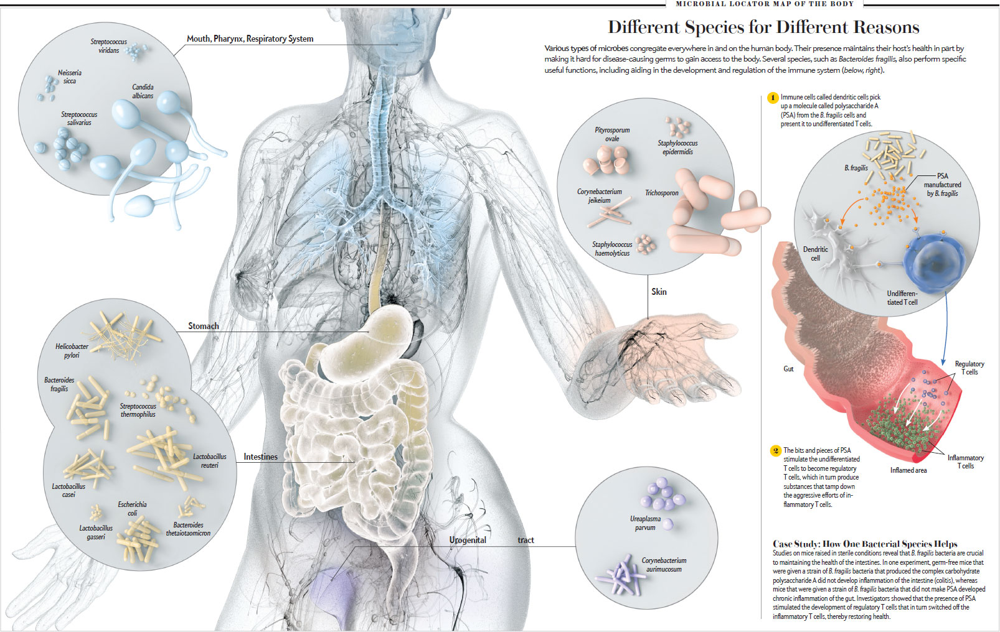 MICROBIAL LOCATOR MAP OF THE BODY
Different Species for Different Reasons
Various types of microbes congregate everywhere in and on the human body. Their presence maintains their host's health in part by
making it hard for disease-causing germs to gain access to the body. Several species, such as Bacteroides fragilis, also perform specific
useful functions, including aiding in the development and regulation of the immune system (below, right).
Mouth, Pharynx, Respiratory System
Streptococcus
viridans
Neisseria
sicca
Candida
albicans
Streptococcus
salivarius
Stomach
Helicobacter
pylori
Bacteroides
fragilis
Streptococcus
thermophilus
Intestines
Lactobacillus
reuteri
Lactobacillus
casei
Escherichia
coli
Lactobacillus
gasseri
Bacteroides
thetaiotaomicron
Pityrosporum
ovale
Staphylococcus
epidermidis
Corynebacterium
jeikeium
Trichosporon
Staphylococcus
haemolyticus
Skin
Urogenital tract
Ureaplasma
parvum
Corynebacterium
aurimucosum
1 Immune cells called dendritic cells pick
up a molecule called polysaccharide A
(PSA) from the B. fragilis cells and
present it to undifferentiated T cells.
B. fragilis
PSA
manufactured
by B. fragilis
Dendritic
cell
Undifferen-
tiated T cell
Gut
Regulatory
T cells
Inflammatory
T cells
Inflamed area
2 The bits and pieces of PSA
stimulate the undifferentiated
T cells to become regulatory
T cells, which in turn produce
substances that tamp down
the aggressive efforts of in-
flammatory T cells.
Case Study: How One Bacterial Species Helps
Studies on mice raised in sterile conditions reveal that B. fragilis bacteria are crucial
to maintaining the health of the intestines. In one experiment, germ-free mice that
were given a strain of B. fragilis bacteria that produced the complex carbohydrate
polysaccharide A did not develop inflammation of the intestine (colitis), whereas
mice that were given a strain of B. fragilis bacteria that did not make PSA developed
chronic inflammation of the gut. Investigators showed that the presence of PSA
stimulated the development of regulatory T cells that in turn switched off the
inflammatory T cells, thereby restoring health.